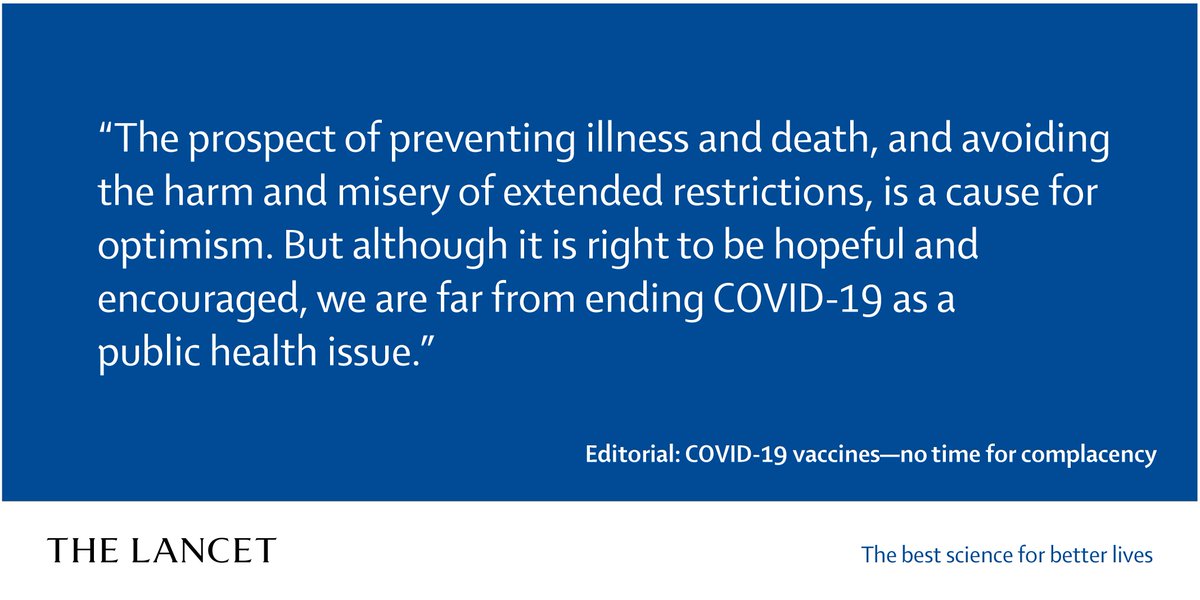 “The prospect of preventing illness and death, and avoiding
the harm and misery of extended restrictions, is a cause for
optimism. But although it is right to be hopeful and
encouraged, we are far from ending COVID-19 as a
public health issue.”
Editorial: COVID-19 vaccines—no time for complacency
THE LANCET
The best science for better lives